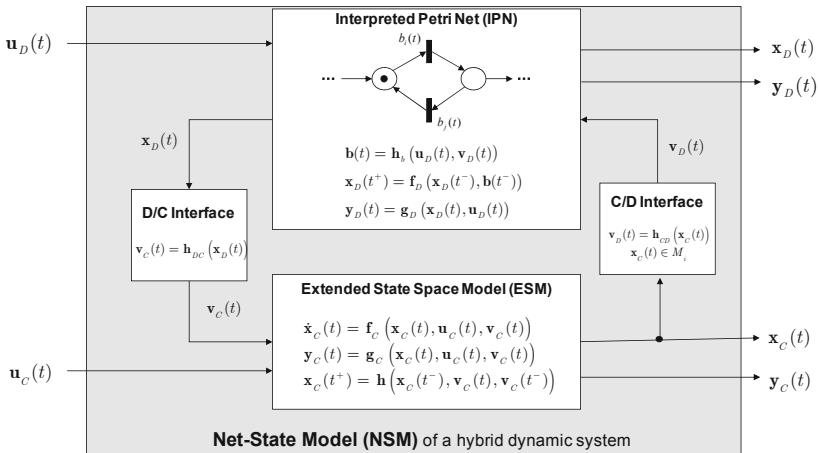 Interpreted Petri Net (IPN)
b_i(t)
... ...
b_j(t)
b(t) = h_b (u_D(t), v_D(t))
x_D(t⁺) = f_D (x_D(t⁻), b(t⁻))
y_D(t) = g_D (x_D(t), u_D(t))
u_D(t)
x_D(t)
y_D(t)
x_D(t)
v_D(t)
D/C Interface
v_C(t) = h_DC (x_D(t))
C/D Interface
v_D(t) = h_CD (x_C(t))
x_C(t) ∈ M_i
v_C(t)
Extended State Space Model (ESM)
ẋ_C(t) = f_C (x_C(t), u_C(t), v_C(t))
y_C(t) = g_C (x_C(t), u_C(t), v_C(t))
x_C(t⁺) = h (x_C(t⁻), v_C(t), v_C(t⁻))
u_C(t)
x_C(t)
y_C(t)
Net-State Model (NSM) of a hybrid dynamic system